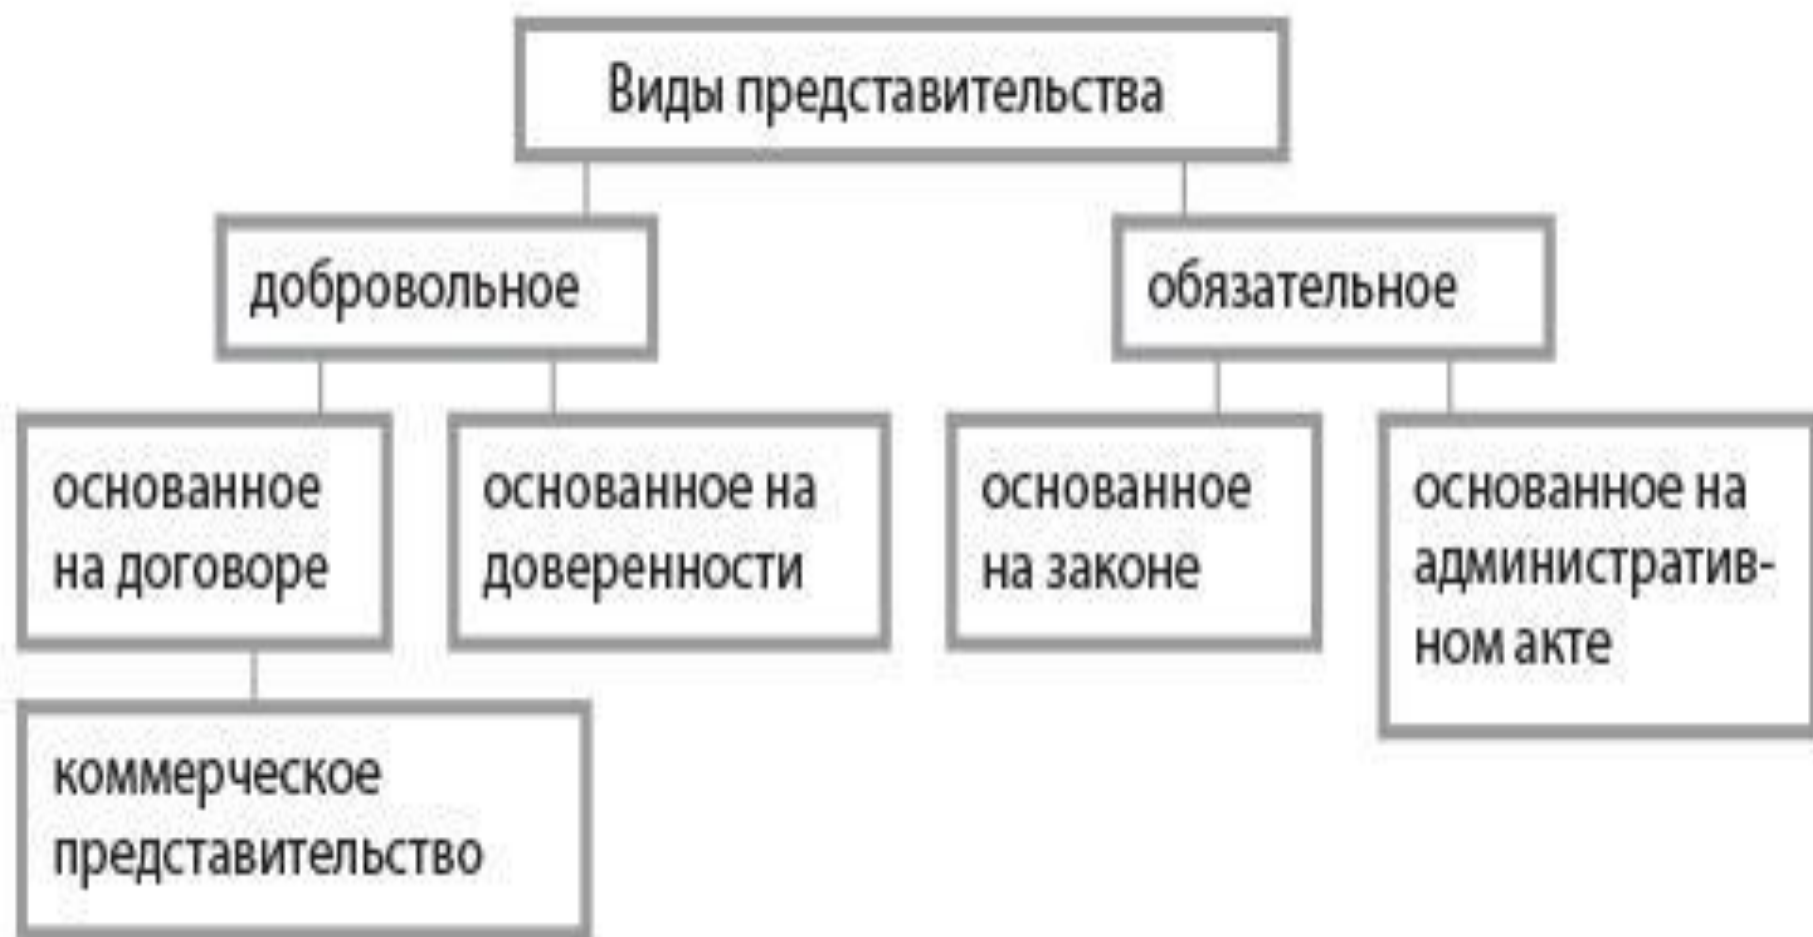 Виды представительства
добровольное
обязательное
основанное
на договоре
основанное на
доверенности
основанное
на законе
основанное на
административ-
ном акте
коммерческое
представительство